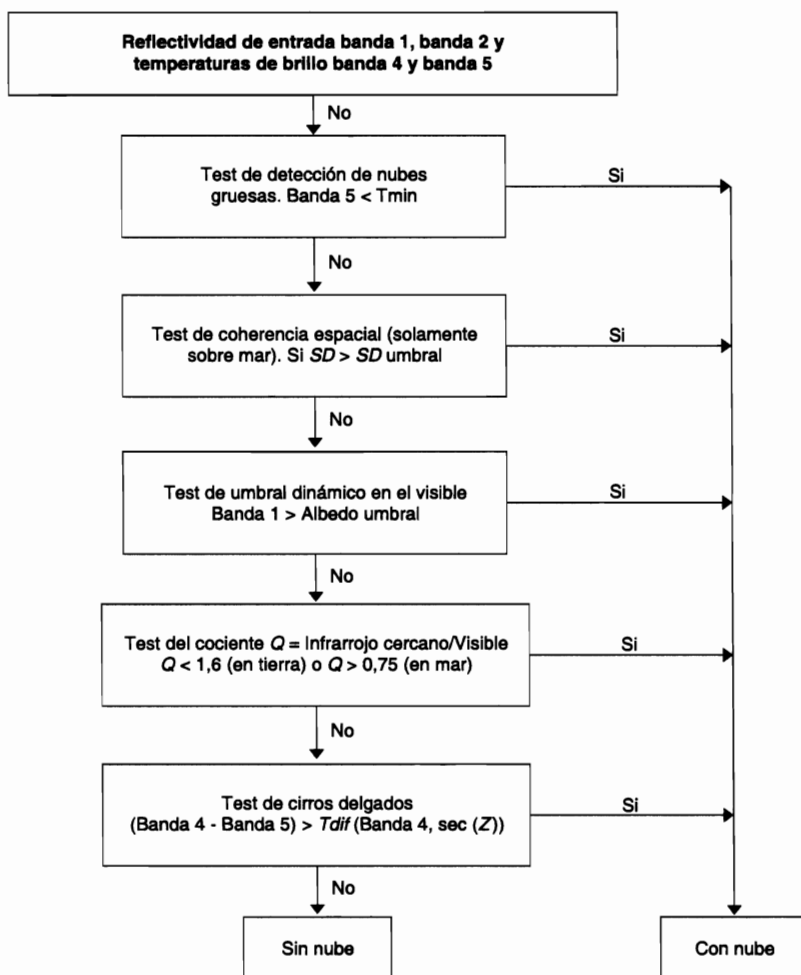 Reflectividad de entrada banda 1, banda 2 y
temperaturas de brillo banda 4 y banda 5
No
Test de detección de nubes
gruesas. Banda 5 < Tmin
Si
No
Test de coherencia espacial (solamente
sobre mar). Si SD > SD umbral
Si
No
Test de umbral dinámico en el visible
Banda 1 > Albedo umbral
Si
No
Test del cociente Q = Infrarrojo cercano/Visible
Q < 1,6 (en tierra) o Q > 0,75 (en mar)
Si
No
Test de cirros delgados
(Banda 4 - Banda 5) > Tdif (Banda 4, sec (Z))
Si
No
Sin nube
Con nube